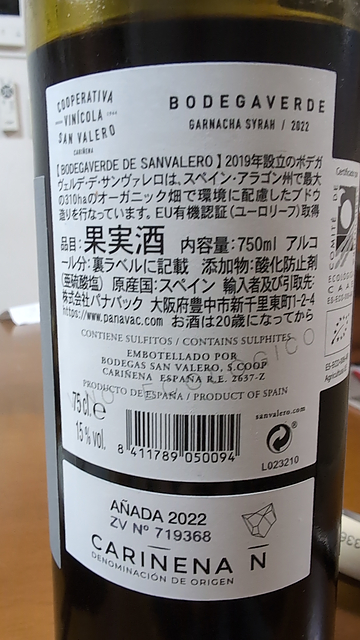 COOPERATIVA
VINÍCOLA
SAN VALERO
CARIÑENA
BODEGAVERDE
GARNACHA SYRAH / 2022
【BODEGAVERDE DE SANVALERO】2019年設立のボデガ
ヴェルデ・デ・サンヴァレロは、スペイン・アラゴン州で最大
の310haのオーガニック畑で環境に配慮したブドウ
造りを行なっています。EU有機認証(ユーロリーフ)取得
品目:果実酒 内容量:750ml アルコ
ール分:裏ラベルに記載 添加物:酸化防止剤
(亜硫酸塩) 原産国:スペイン 輸入者及び引取先:
株式会社パナバック 大阪府豊中市新千里東町1-2-4
https://www.panavac.com お酒は20歳になってから
CONTIENE SULFITOS / CONTAINS SULPHITES
EMBOTELLADO POR
BODEGAS SAN VALERO, S.COOP
CARIÑENA ESPAÑA R.E. 2637-Z
PRODUCTO DE ESPAÑA / PRODUCT OF SPAIN
75 cl. e
15% vol.
8 411789 050094
sanvalero.com
L023210
AÑADA 2022
ZV Nº 719368
CARIÑENA
DENOMINACIÓN DE ORIGEN
N